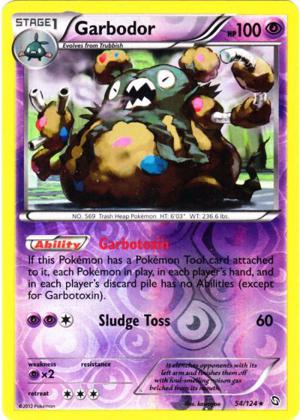 STAGE1
Garbodor
HP100
Evolves from Trubbish
NO. 569 Trash Heap Pokémon HT: 6'03" WT: 236.6 lbs.
Ability Garbotoxin
If this Pokémon has a Pokémon Tool card attached
to it, each Pokémon in play, in each player's hand, and
in each player's discard pile has no Abilities (except
for Garbotoxin).
Sludge Toss 60
weakness resistance
×2
retreat
It clenches opponents with its
left arm and finishes them off
with foul-smelling poison gas
belched from its mouth.
©2012 Pokémon
54/124★